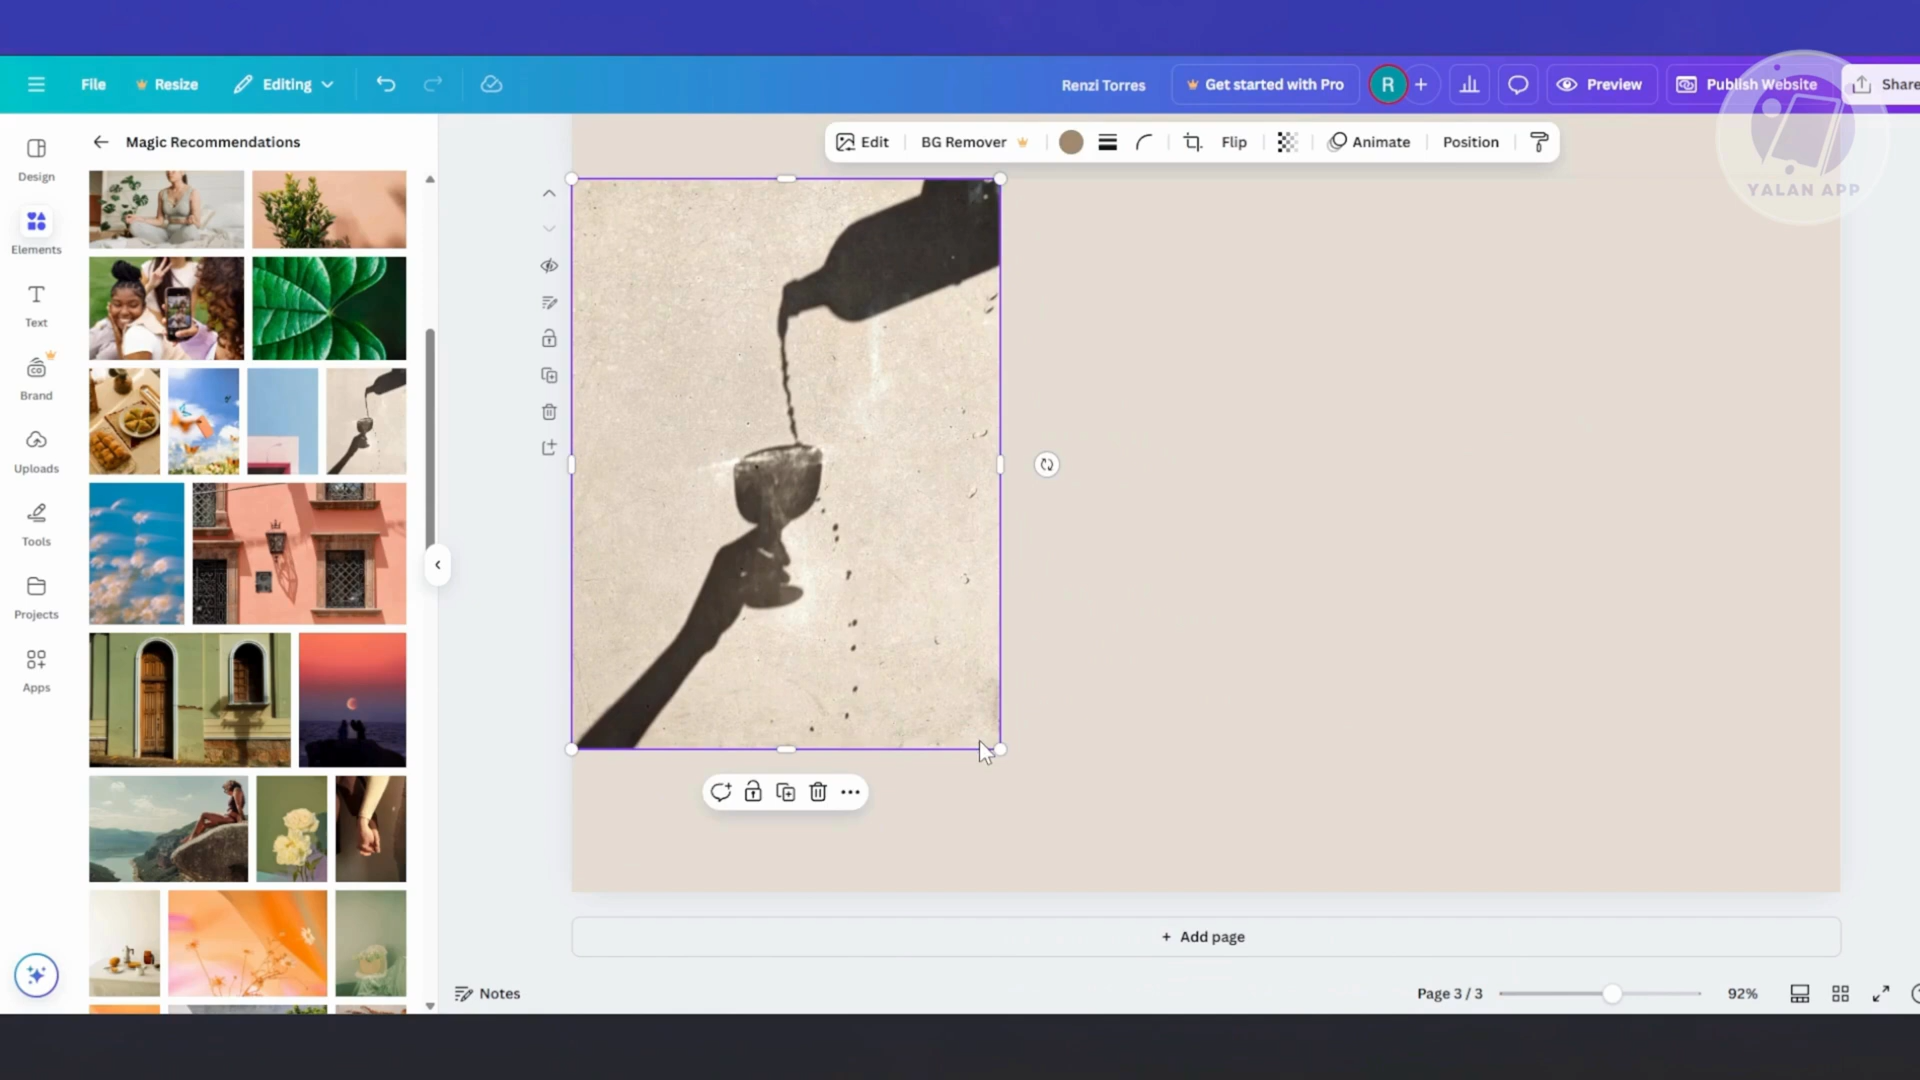 File
Resize
Editing
Renzi Torres
Get started with Pro
R
+
Preview
Publish Website
Share
YALAN APP
Design
Elements
Text
Brand
CO
Uploads
Tools
Projects
Apps
Magic Recommendations
Edit
BG Remover
Flip
Animate
Position
+ Add page
Notes
Page 3 / 3
92%